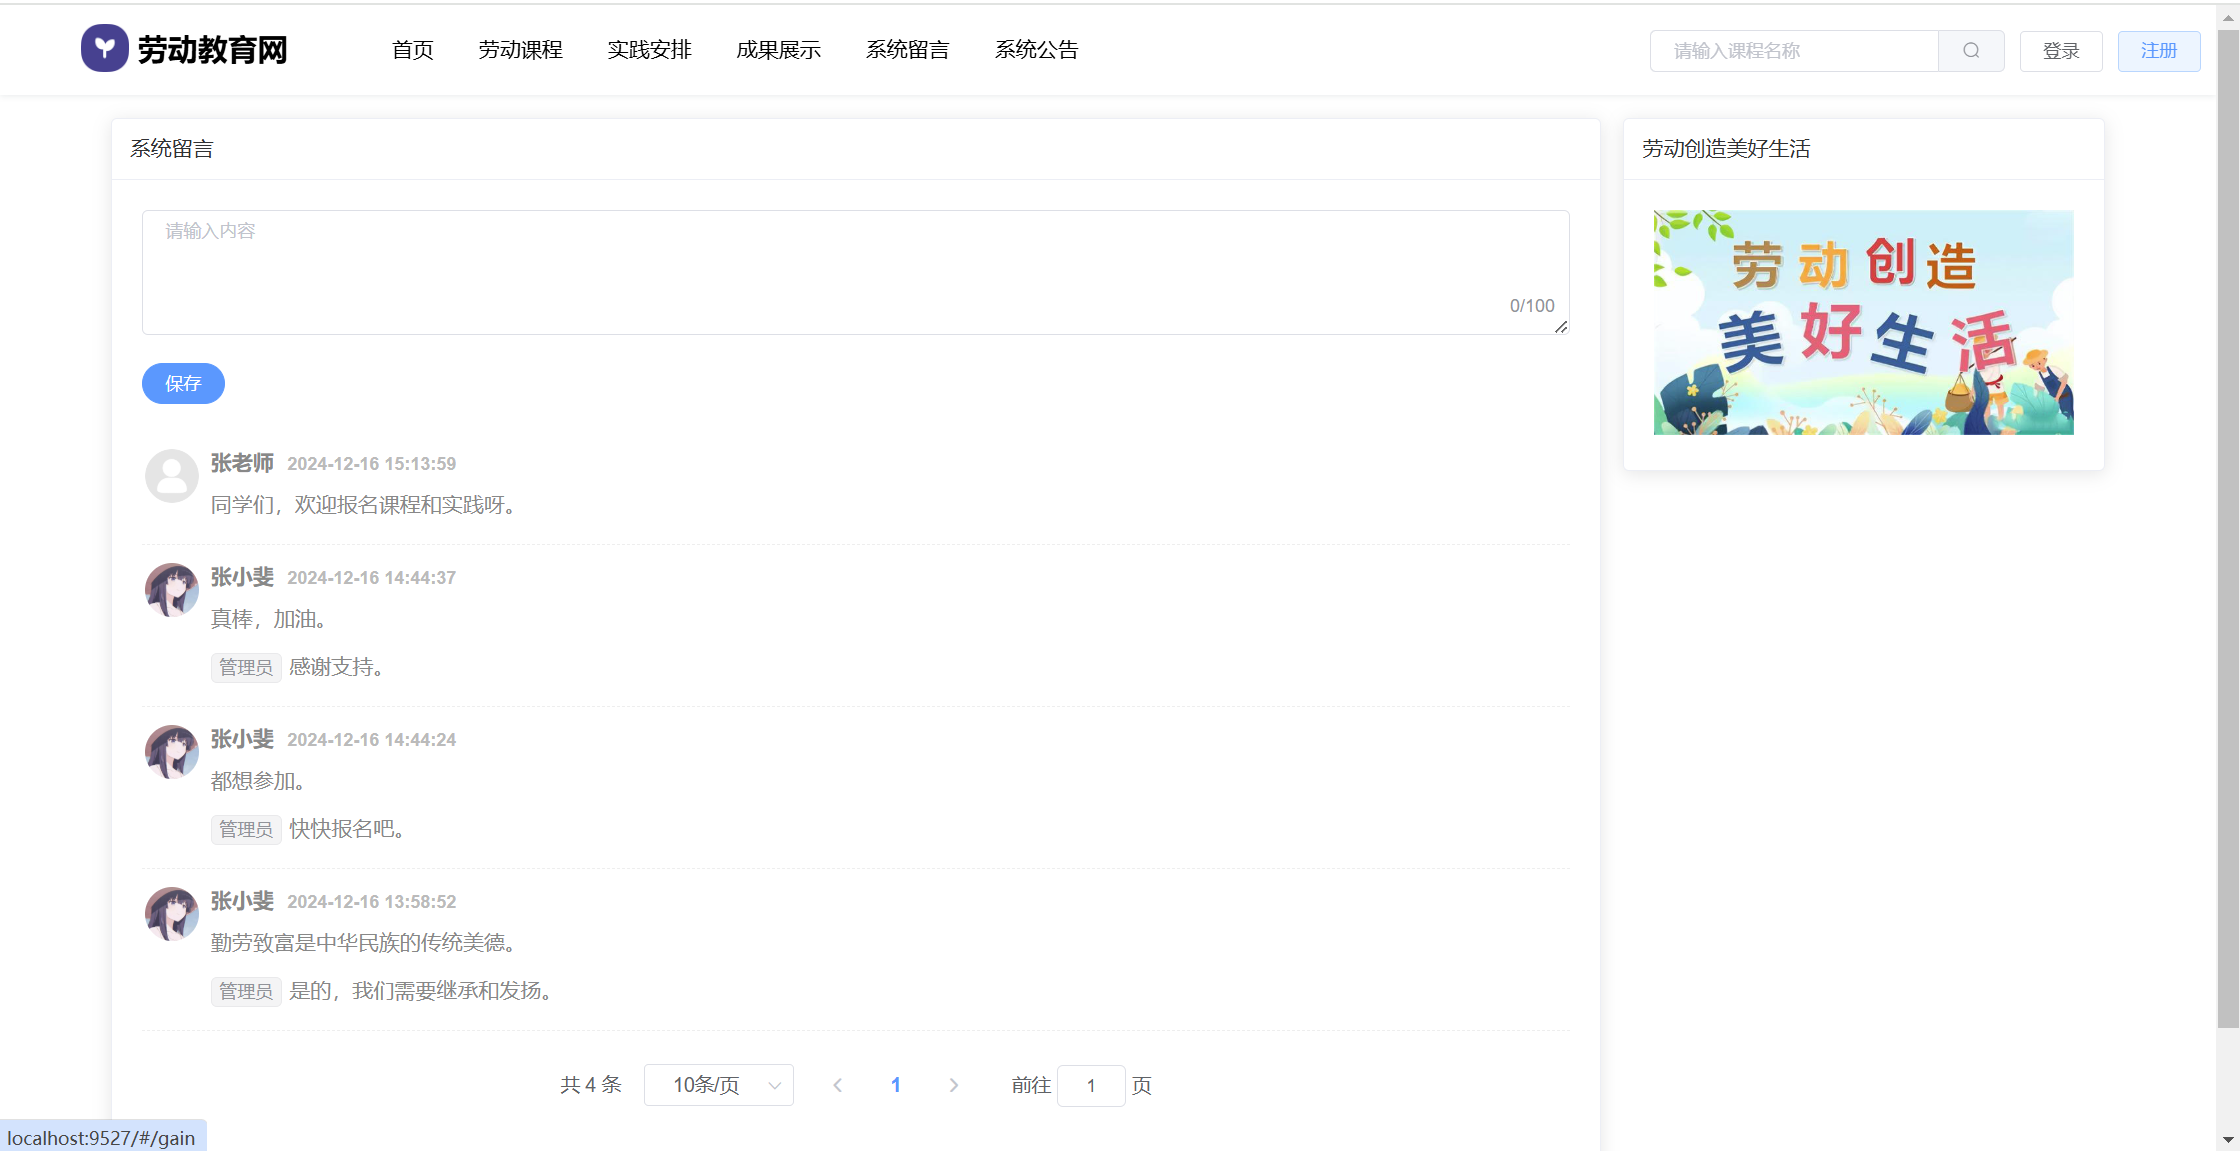 劳动教育网
首页 劳动课程 实践安排 成果展示 系统留言 系统公告
请输入课程名称
登录
注册
系统留言
请输入内容
0/100
保存
张老师 2024-12-16 15:13:59
同学们，欢迎报名课程和实践呀。
张小斐 2024-12-16 14:44:37
真棒，加油。
管理员 感谢支持。
张小斐 2024-12-16 14:44:24
都想参加。
管理员 快快报名吧。
张小斐 2024-12-16 13:58:52
勤劳致富是中华民族的传统美德。
管理员 是的，我们需要继承和发扬。
共 4 条 10条/页 1 前往 1 页
劳动创造美好生活
劳动创造
美好生活
localhost:9527/#/gain